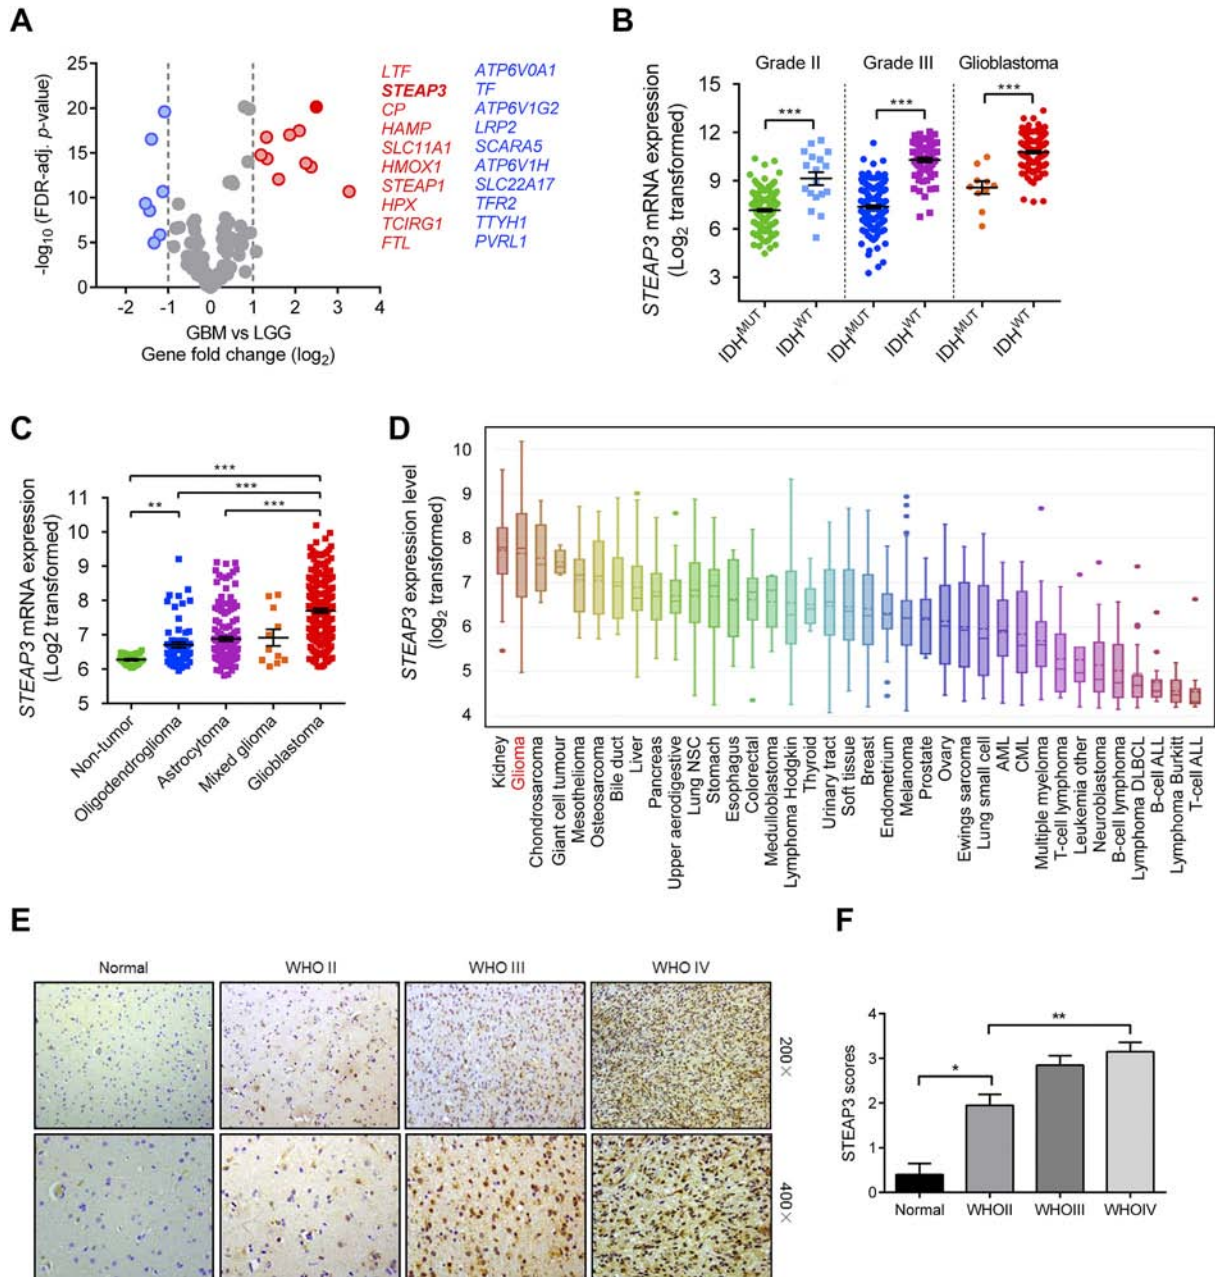 A
25
20
15
10
5
0
-log10 (FDR-adj. p-value)
-2 -1 0 1 2 3 4
GBM vs LGG
Gene fold change (log2)
LTF ATP6V0A1
STEAP3 TF
CP ATP6V1G2
HAMP LRP2
SLC11A1 SCARA5
HMOX1 ATP6V1H
STEAP1 SLC22A17
HPX TFR2
TCIRG1 TTYH1
FTL PVRL1
B
Grade II Grade III Glioblastoma
*** *** ***
15
12
9
6
3
STEAP3 mRNA expression
(Log2 transformed)
IDHMUT IDHWT IDHMUT IDHWT IDHMUT IDHWT
C
***
***
** ***
11
10
9
8
7
6
5
STEAP3 mRNA expression
(Log2 transformed)
Non-tumor
Oligodendroglioma
Astrocytoma
Mixed glioma
Glioblastoma
D
10
9
8
7
6
5
4
STEAP3 expression level
(log2 transformed)
Kidney
Glioma
Chondrosarcoma
Giant cell tumour
Mesothelioma
Osteosarcoma
Bile duct
Liver
Pancreas
Upper aerodigestive
Lung NSC
Stomach
Esophagus
Colorectal
Medulloblastoma
Lymphoma Hodgkin
Thyroid
Urinary tract
Soft tissue
Breast
Endometrium
Melanoma
Prostate
Ovary
Ewings sarcoma
Lung small cell
AML
CML
Multiple myeloma
T-cell lymphoma
Leukemia other
Neuroblastoma
B-cell lymphoma
Lymphoma DLBCL
B-cell ALL
Lymphoma Burkitt
T-cell ALL
E
Normal WHO II WHO III WHO IV
200×
400×
F
4
3
2
1
0
STEAP3 scores
* **
Normal WHOII WHOIII WHOIV